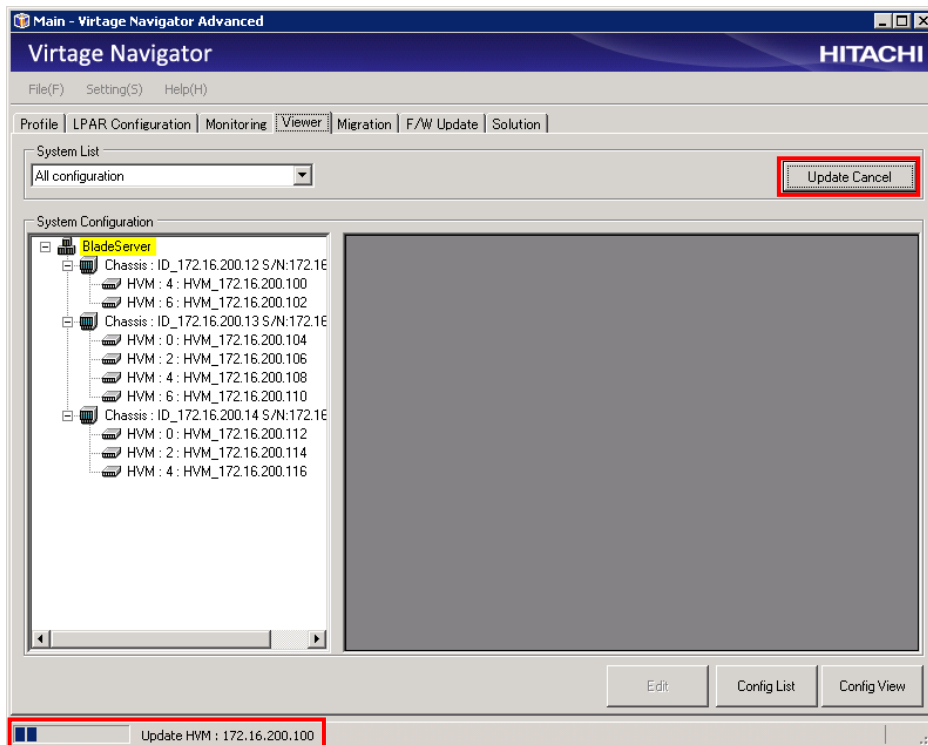 Main - Virtage Navigator Advanced
Virtage Navigator
HITACHI
File(F) Setting(S) Help(H)
Profile LPAR Configuration Monitoring Viewer Migration F/W Update Solution
System List
All configuration
Update Cancel
System Configuration
BladeServer
Chassis : ID_172.16.200.12 S/N:172.16
HVM : 4 : HVM_172.16.200.100
HVM : 6 : HVM_172.16.200.102
Chassis : ID_172.16.200.13 S/N:172.16
HVM : 0 : HVM_172.16.200.104
HVM : 2 : HVM_172.16.200.106
HVM : 4 : HVM_172.16.200.108
HVM : 6 : HVM_172.16.200.110
Chassis : ID_172.16.200.14 S/N:172.16
HVM : 0 : HVM_172.16.200.112
HVM : 2 : HVM_172.16.200.114
HVM : 4 : HVM_172.16.200.116
Edit Config List Config View
Update HVM : 172.16.200.100